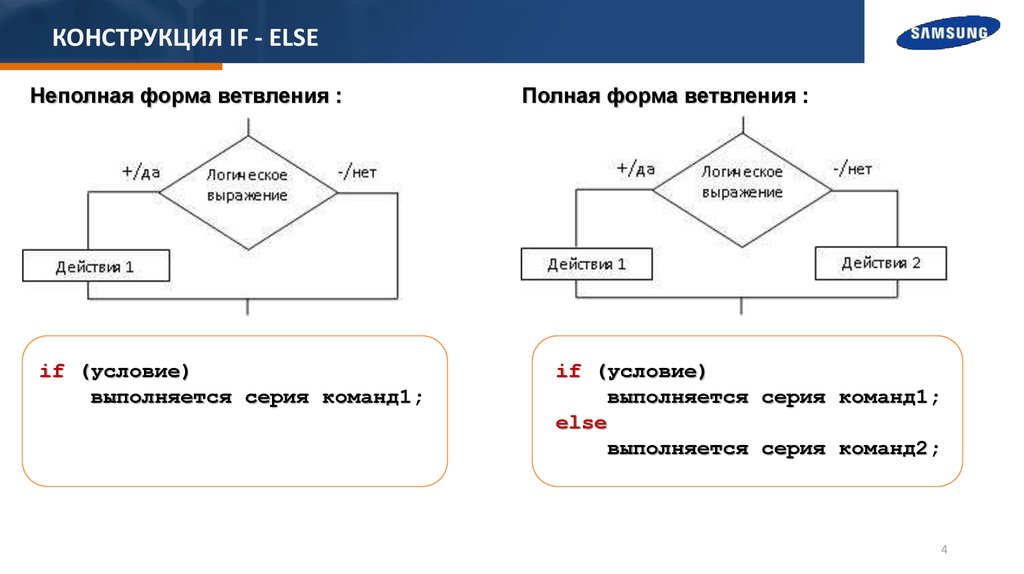 КОНСТРУКЦИЯ IF - ELSE
SAMSUNG
Неполная форма ветвления :
+/да
Логическое
выражение
-/нет
Действия 1
Полная форма ветвления :
+/да
Логическое
выражение
-/нет
Действия 1
Действия 2
if (условие)
выполняется серия команд1;
if (условие)
выполняется серия команд1;
else
выполняется серия команд2;
4